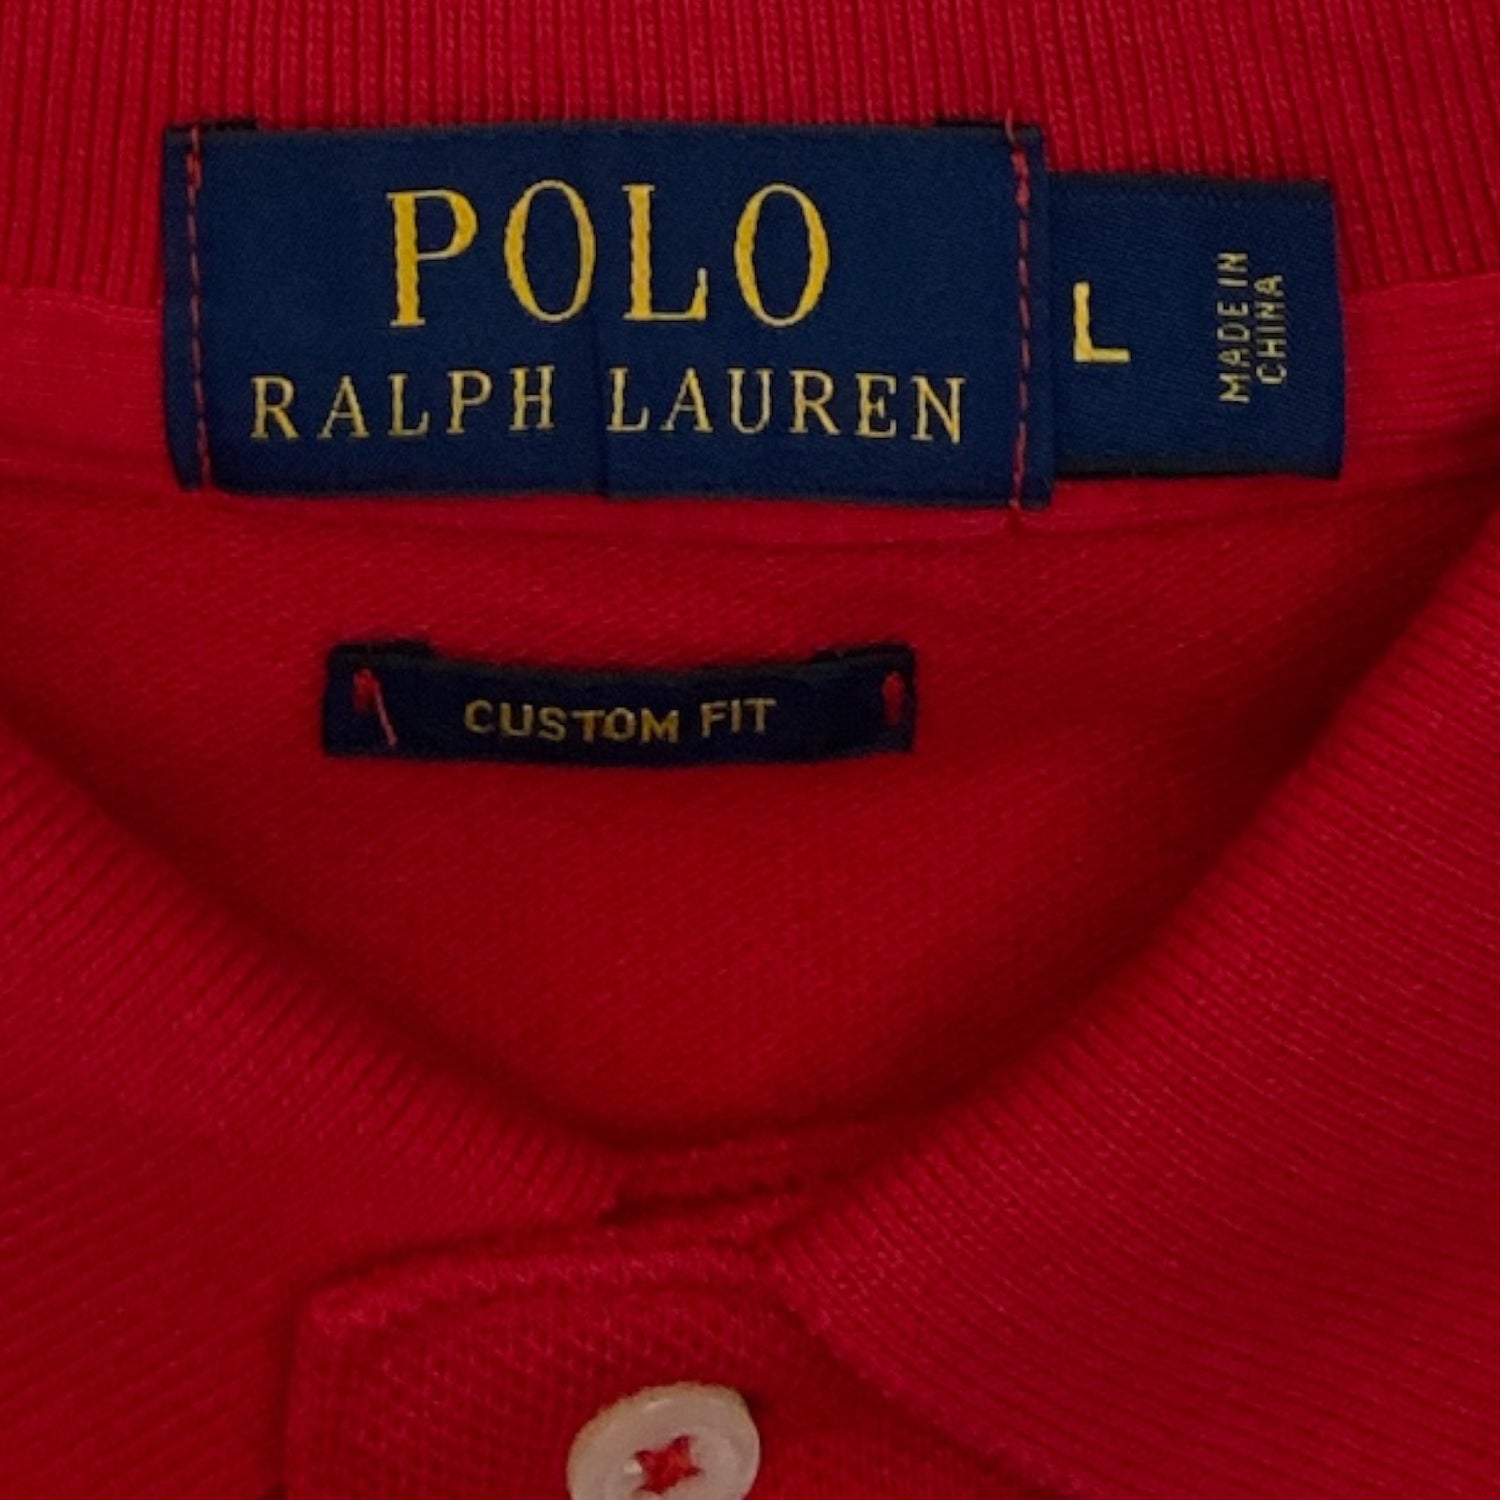 POLO
RALPH LAUREN
L
MADE IN
CHINA
CUSTOM FIT